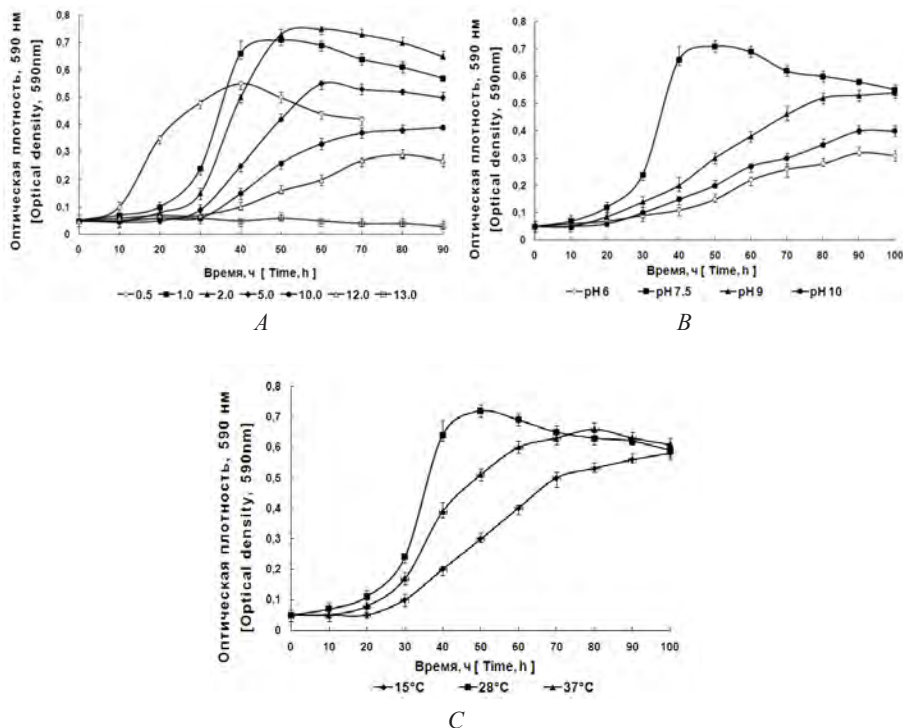 Оптическая плотность, 590 нм
[Optical density, 590nm]
0,8
0,7
0,6
0,5
0,4
0,3
0,2
0,1
0
0 10 20 30 40 50 60 70 80 90
Время, ч [ Time, h ]
0.5 1.0 2.0 5.0 10.0 12.0 13.0
A
Оптическая плотность, 590 нм
[Optical density, 590nm]
0,8
0,7
0,6
0,5
0,4
0,3
0,2
0,1
0
0 10 20 30 40 50 60 70 80 90 100
Время, ч [ Time, h ]
pH 6 pH 7.5 pH 9 pH 10
B
Оптическая плотность, 590 нм
[Optical density, 590nm]
0,8
0,7
0,6
0,5
0,4
0,3
0,2
0,1
0
0 10 20 30 40 50 60 70 80 90 100
Время, ч [ Time, h ]
15°C 28°C 37°C
C